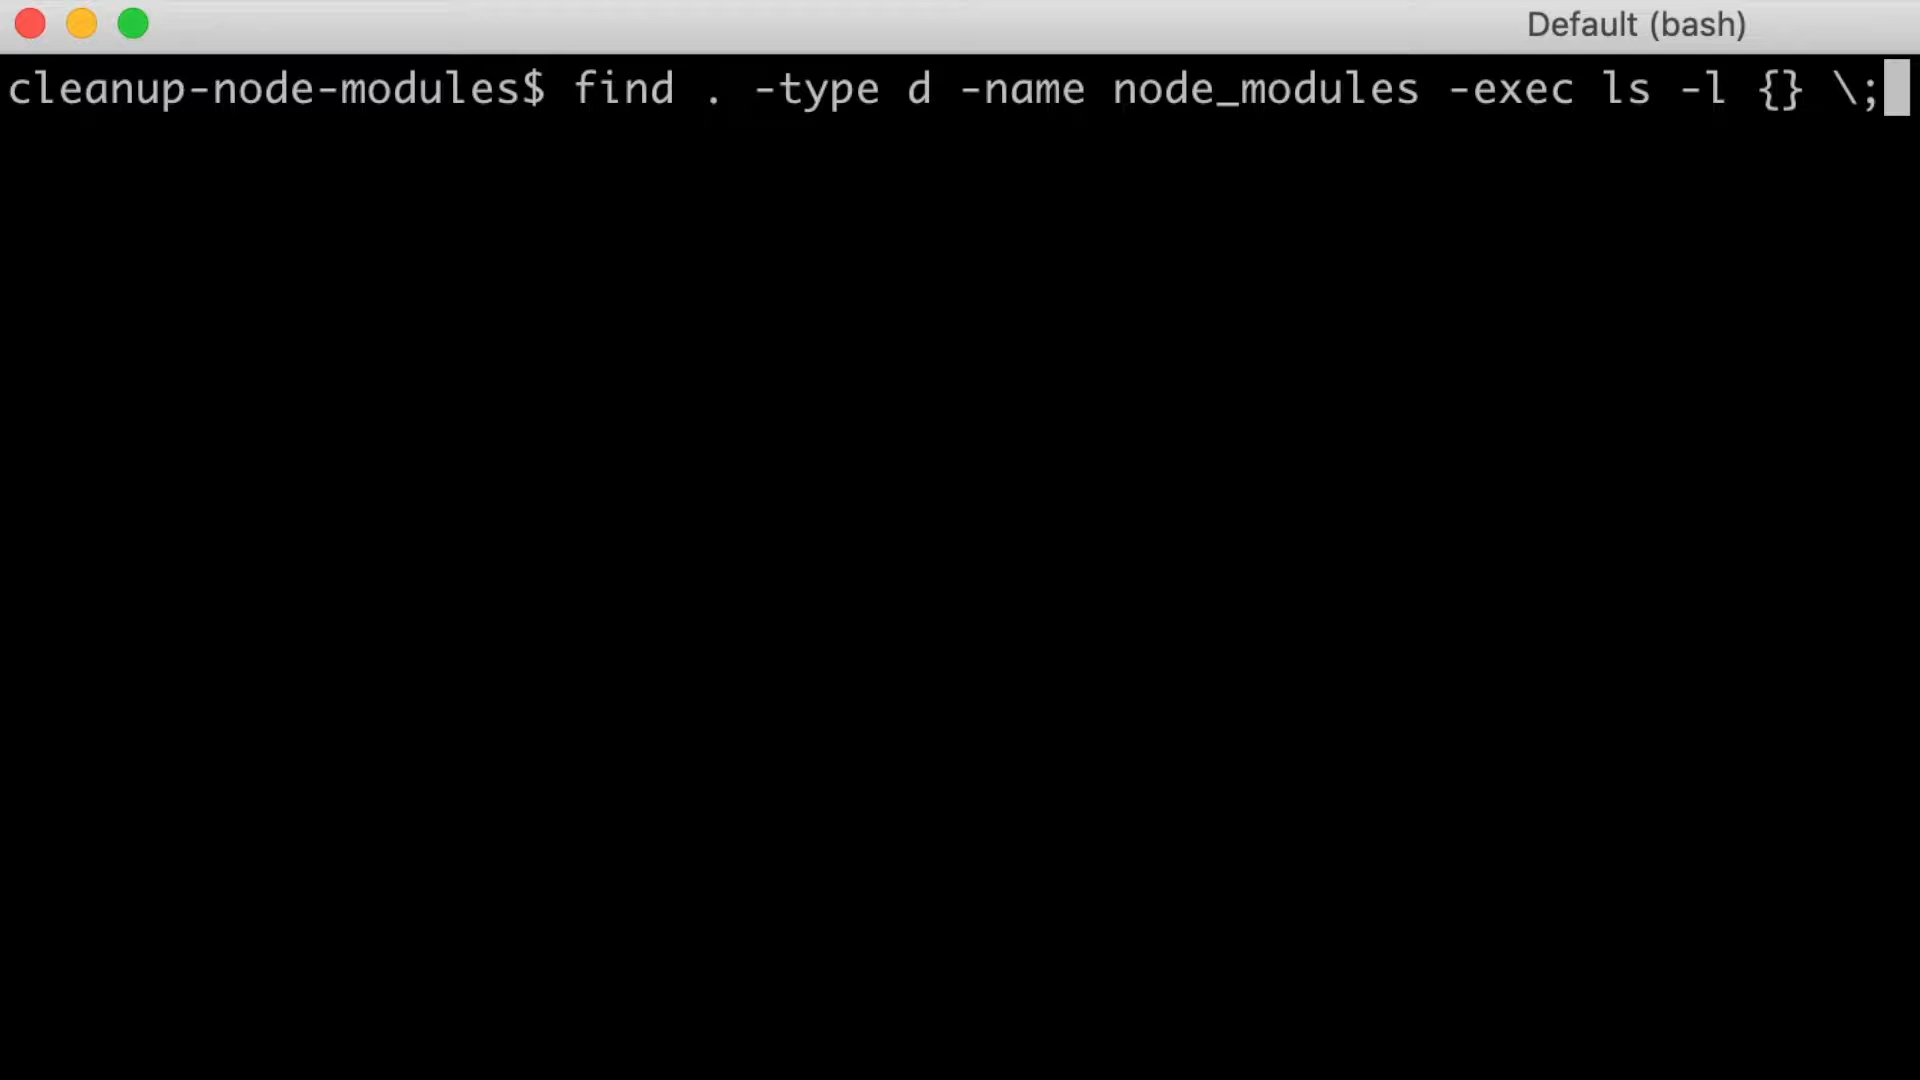 Default (bash)
cleanup-node-modules$ find . -type d -name node_modules -exec ls -l {} \;